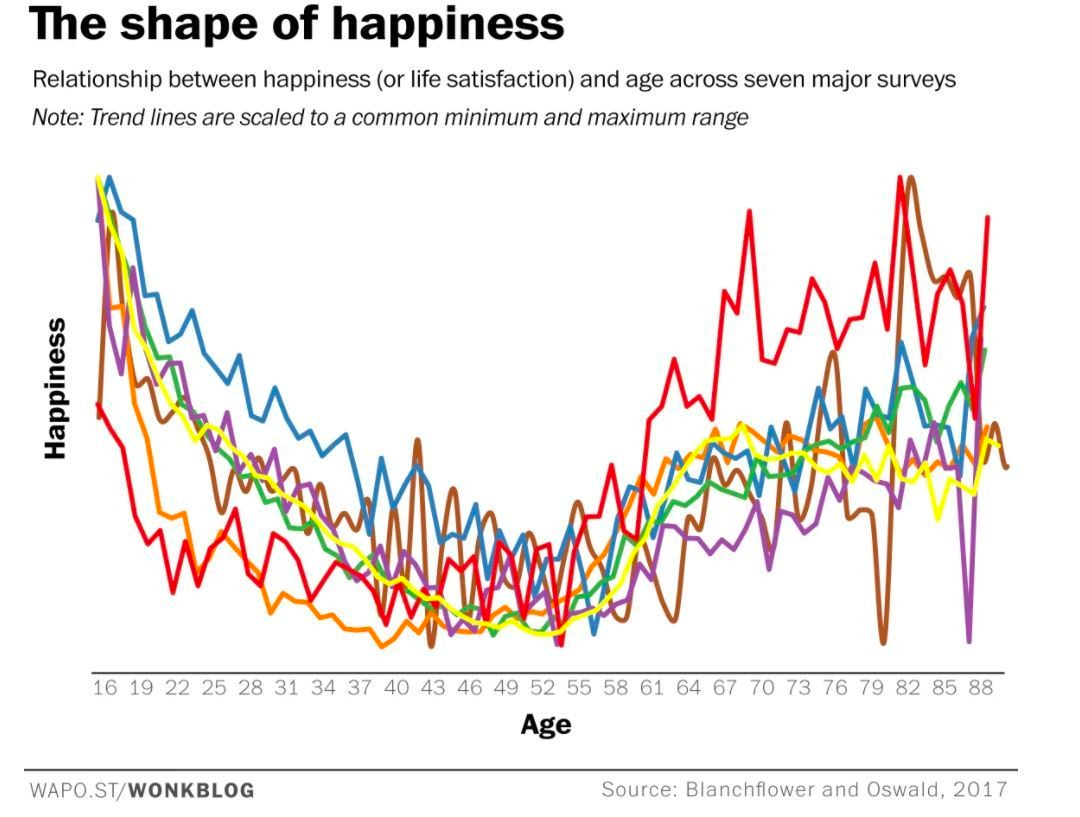 The shape of happiness
Relationship between happiness (or life satisfaction) and age across seven major surveys
Note: Trend lines are scaled to a common minimum and maximum range
Happiness
16 19 22 25 28 31 34 37 40 43 46 49 52 55 58 61 64 67 70 73 76 79 82 85 88
Age
WAPO.ST/WONKBLOG
Source: Blanchflower and Oswald, 2017